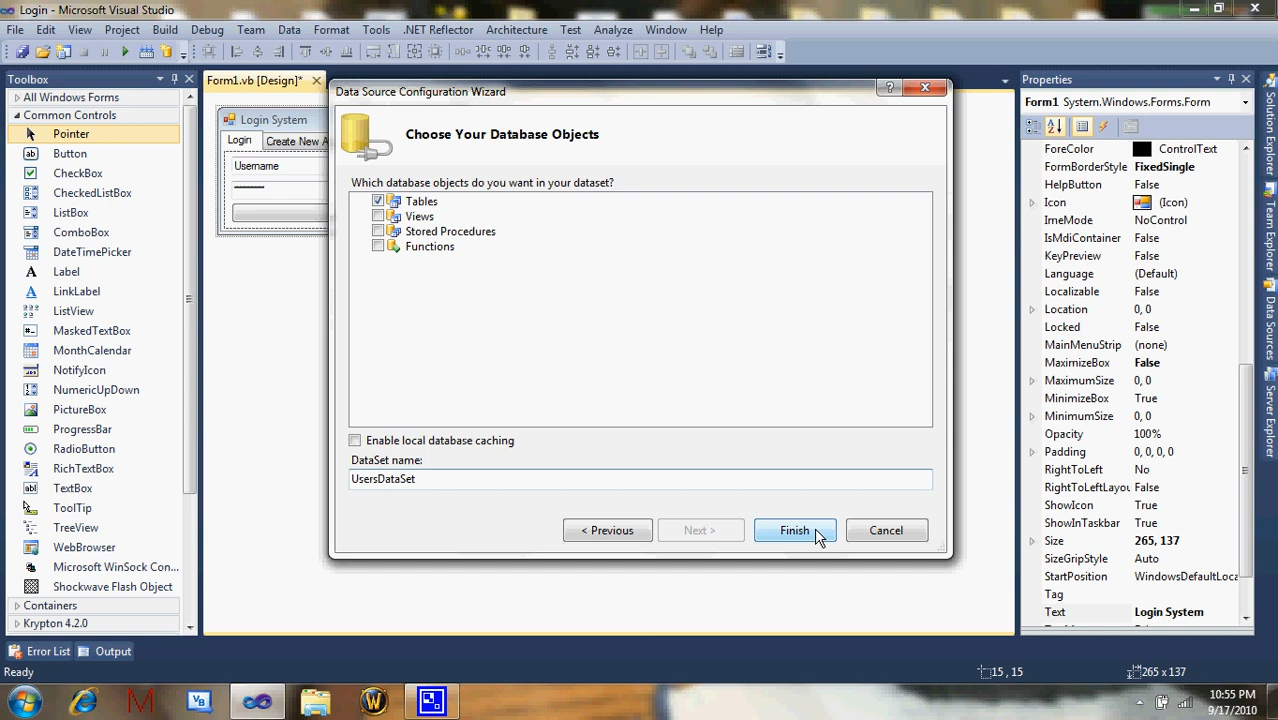 Login - Microsoft Visual Studio
File Edit View Project Build Debug Team Data Format Tools .NET Reflector Architecture Test Analyze Window Help
Toolbox
All Windows Forms
Common Controls
Pointer
Button
CheckBox
CheckedListBox
ListBox
ComboBox
DateTimePicker
Label
LinkLabel
ListView
MaskedTextBox
MonthCalendar
NotifyIcon
NumericUpDown
PictureBox
ProgressBar
RadioButton
RichTextBox
TextBox
ToolTip
TreeView
WebBrowser
Microsoft WinSock Con...
Shockwave Flash Object
Containers
Krypton 4.2.0
Form1.vb [Design]*
Login System
Login Create New A
Username
Data Source Configuration Wizard
Choose Your Database Objects
Which database objects do you want in your dataset?
Tables
Views
Stored Procedures
Functions
Enable local database caching
DataSet name:
UsersDataSet
< Previous Next > Finish Cancel
Properties
Form1 System.Windows.Forms.Form
ForeColor ControlText
FormBorderStyle FixedSingle
HelpButton False
Icon (Icon)
ImeMode NoControl
IsMdiContainer False
KeyPreview False
Language (Default)
Localizable False
Location 0, 0
Locked False
MainMenuStrip (none)
MaximizeBox False
MaximumSize 0, 0
MinimizeBox True
MinimumSize 0, 0
Opacity 100%
Padding 0, 0, 0, 0
RightToLeft No
RightToLeftLayou False
ShowIcon True
ShowInTaskbar True
Size 265, 137
SizeGripStyle Auto
StartPosition WindowsDefaultLoca
Tag
Text Login System
Solution Explorer
Team Explorer
Data Sources
Server Explorer
Error List Output
Ready
15 , 15
265 x 137
10:55 PM
9/17/2010